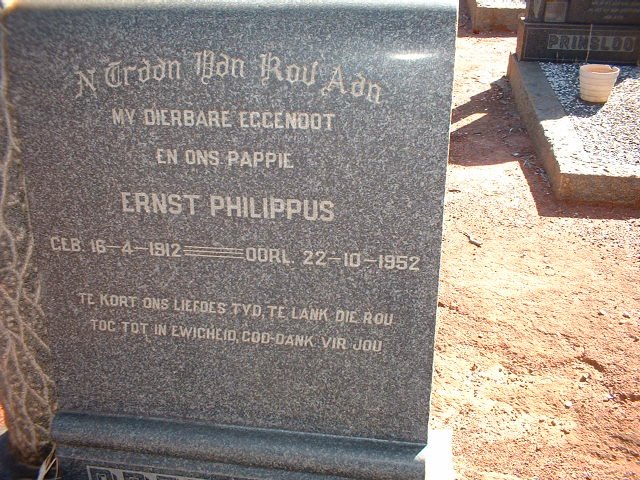 'N Traan Van Rou Aan
MY DIERBARE EGGENOOT
EN ONS PAPPIE
ERNST PHILIPPUS
GEB. 16-4-1912 OORL. 22-10-1952
TE KORT ONS LIEFDES TYD, TE LANK DIE ROU
TOG TOT IN EWIGHEID, GOD-DANK VIR JOU
PRINSLOO